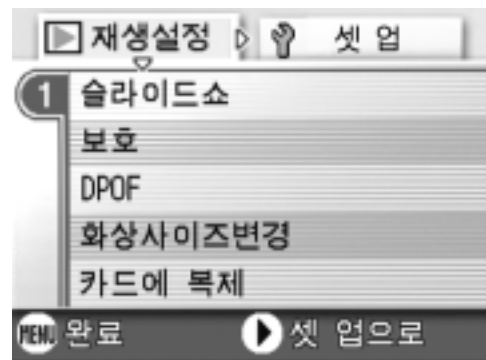 재생설정 셋 업
1 슬라이드쇼
보호
DPOF
화상사이즈변경
카드에 복제
MENU 완료 셋 업으로